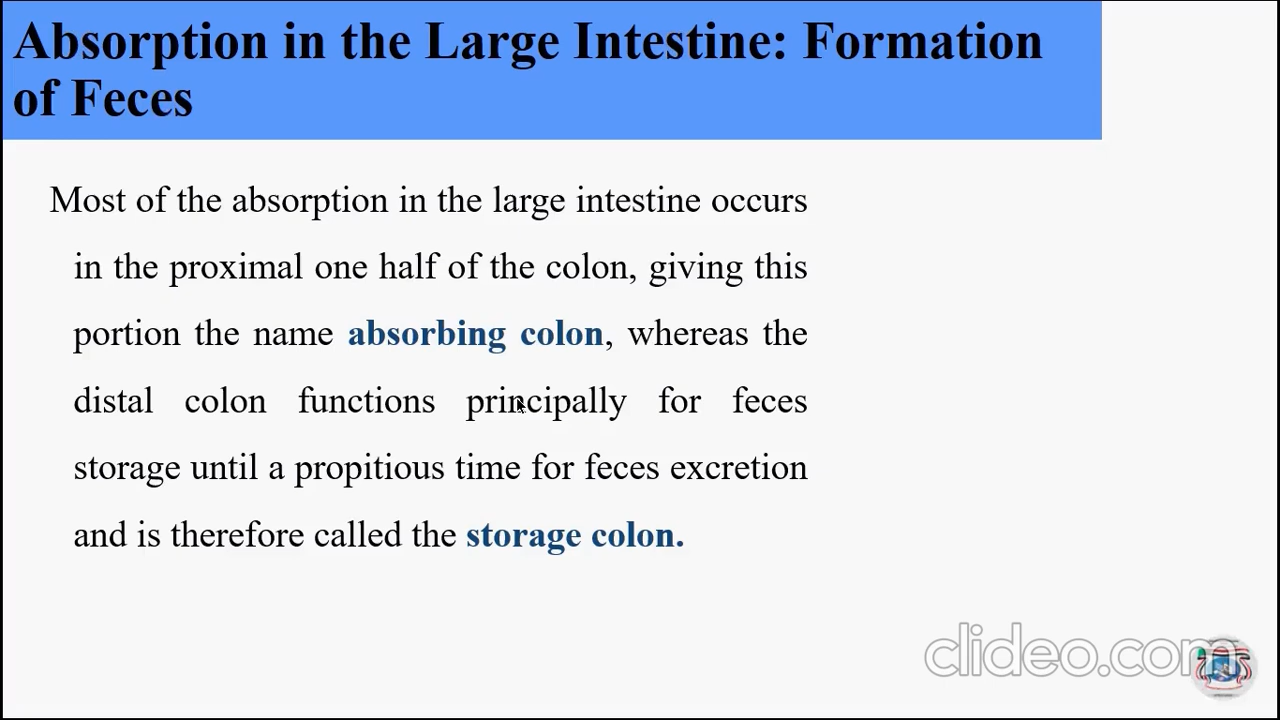 Absorption in the Large Intestine: Formation
of Feces
Most of the absorption in the large intestine occurs
in the proximal one half of the colon, giving this
portion the name absorbing colon, whereas the
distal colon functions principally for feces
storage until a propitious time for feces excretion
and is therefore called the storage colon.
clideo.com